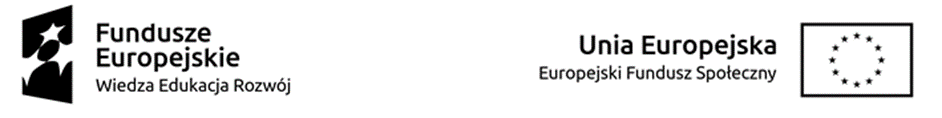 Fundusze
Europejskie
Wiedza Edukacja Rozwój
Unia Europejska
Europejski Fundusz Społeczny